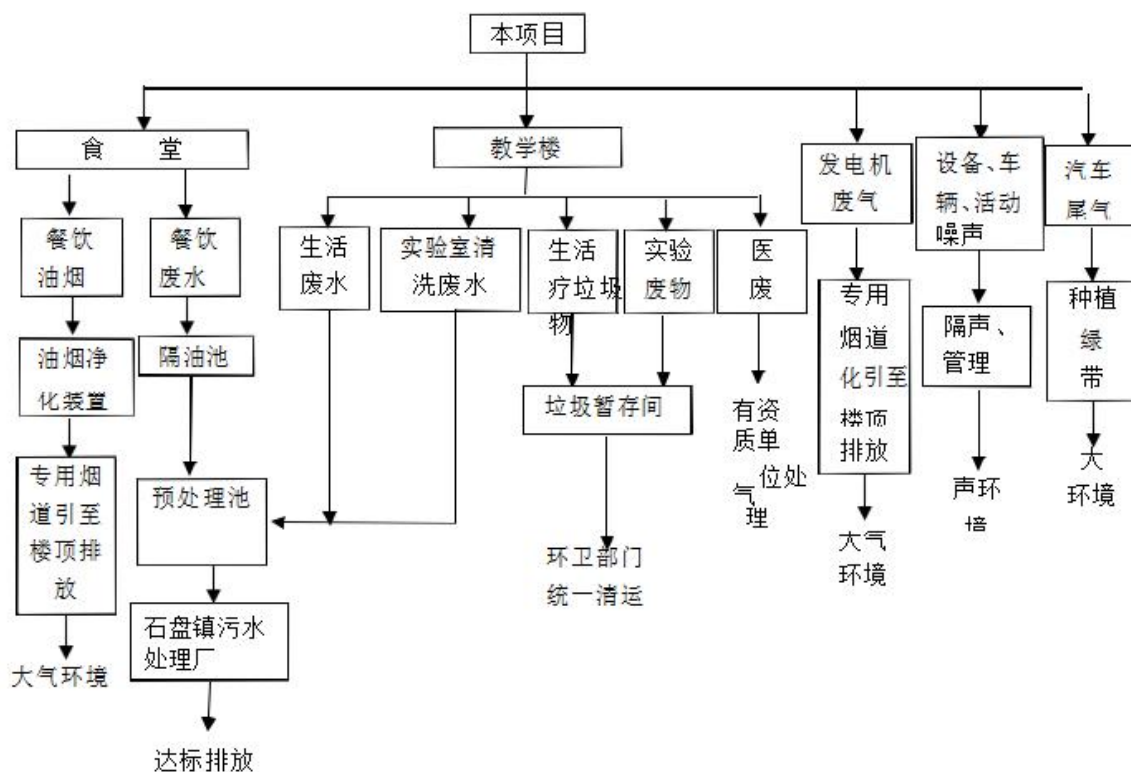 本项目
食 堂
教学楼
发电机
废气
设备、车
辆、活动
噪声
汽车
尾气
餐饮
油烟
餐饮
废水
生活
废水
实验室清
洗废水
生活
疗垃圾
物
实验
废物
医
废
油烟净
化装置
隔油池
垃圾暂存间
有资
质单
位处
气理
专用
烟道
化引至
楼顶
排放
隔声、
管理
种植
绿
带
专用烟
道引至
楼顶排
放
预处理池
环卫部门
统一清运
大气
环境
声环
境
大
环境
大气环境
石盘镇污水
处理厂
达标排放